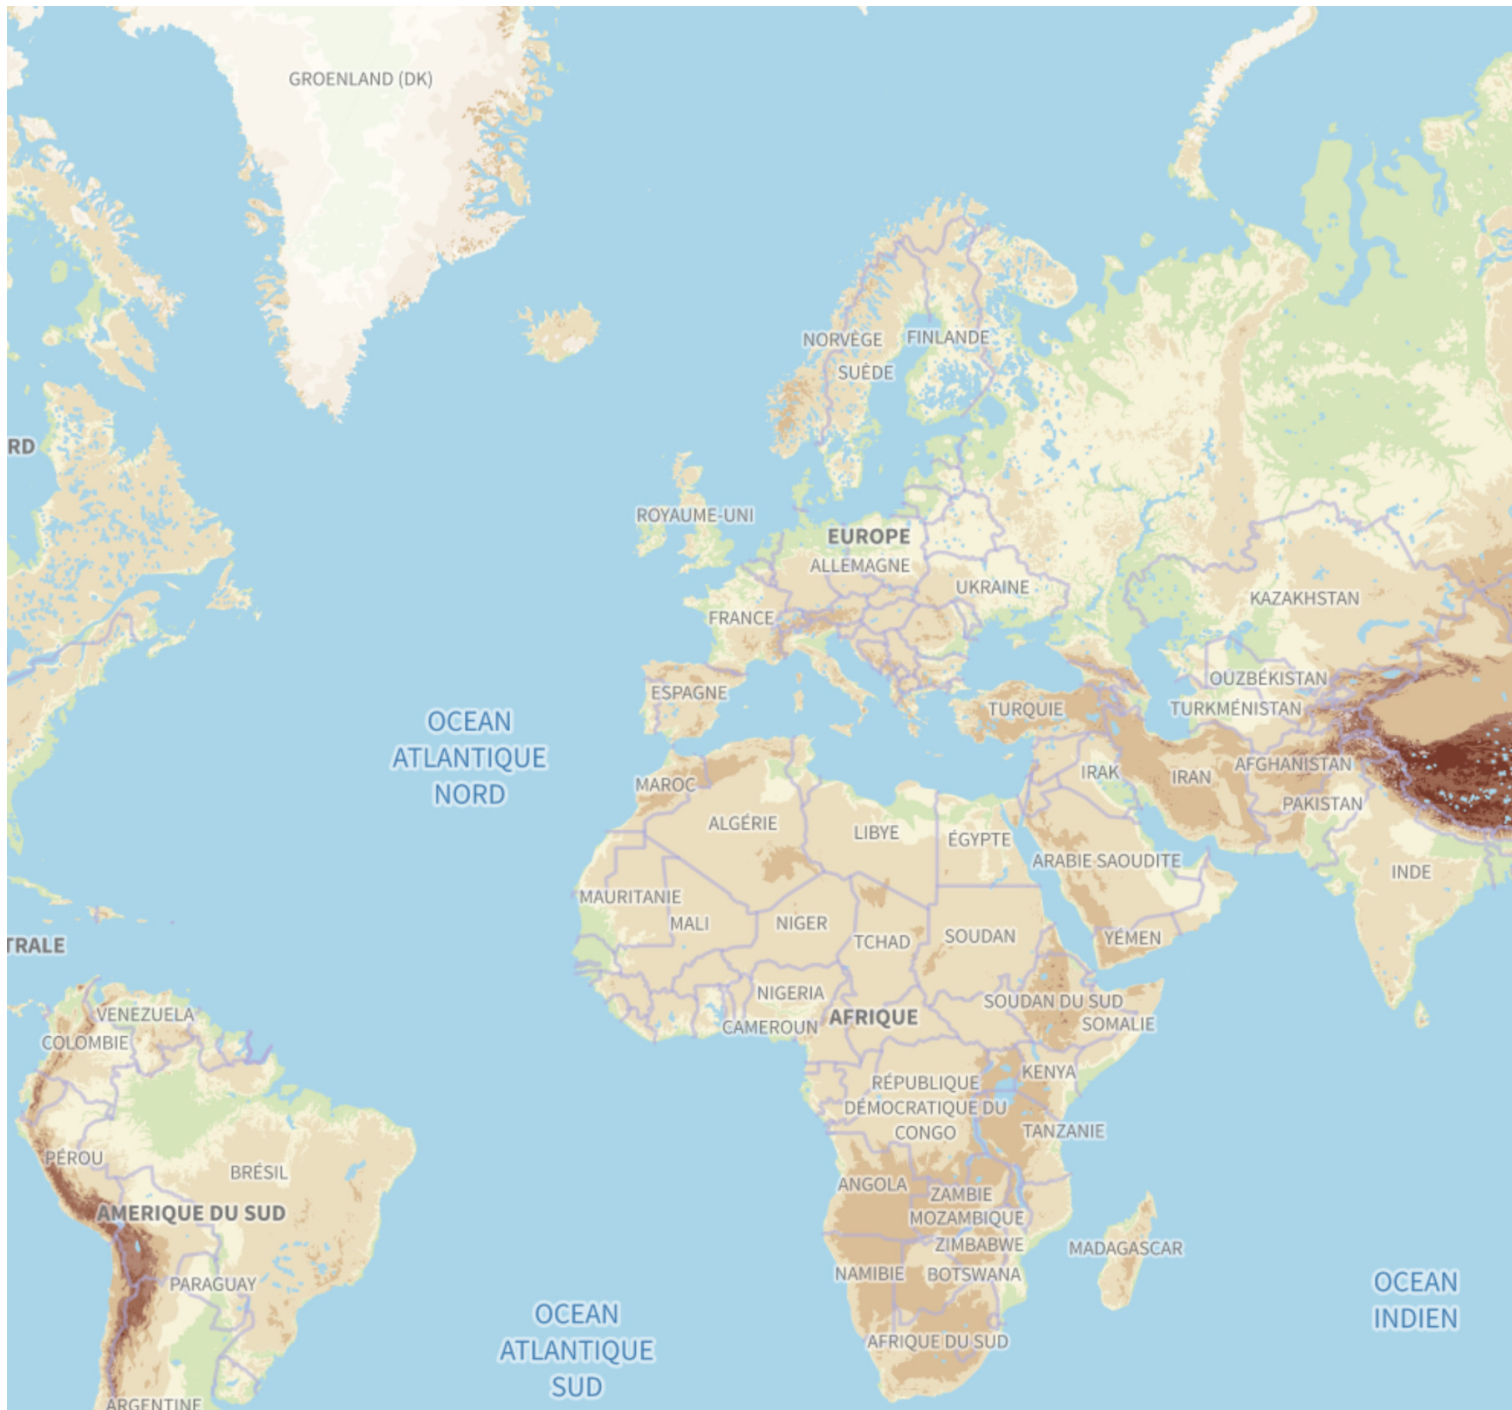 GROENLAND (DK)
NORVÈGE
FINLANDE
SUÈDE
RD
ROYAUME-UNI
EUROPE
ALLEMAGNE
UKRAINE
KAZAKHSTAN
FRANCE
OUZBÉKISTAN
ESPAGNE
TURQUIE
TURKMÉNISTAN
OCEAN
ATLANTIQUE
NORD
MAROC
IRAK
IRAN
AFGHANISTAN
PAKISTAN
ALGÉRIE
LIBYE
ÉGYPTE
ARABIE SAOUDITE
INDE
MAURITANIE
MALI
NIGER
TCHAD
SOUDAN
YÉMEN
TRALE
NIGERIA
SOUDAN DU SUD
VENEZUELA
CAMEROUN
AFRIQUE
SOMALIE
COLOMBIE
KENYA
RÉPUBLIQUE
DÉMOCRATIQUE DU
CONGO
TANZANIE
PÉROU
BRÉSIL
ANGOLA
ZAMBIE
AMERIQUE DU SUD
MOZAMBIQUE
ZIMBABWE
MADAGASCAR
NAMIBIE
BOTSWANA
PARAGUAY
OCEAN
INDIEN
OCEAN
ATLANTIQUE
SUD
AFRIQUE DU SUD
ARGENTINE